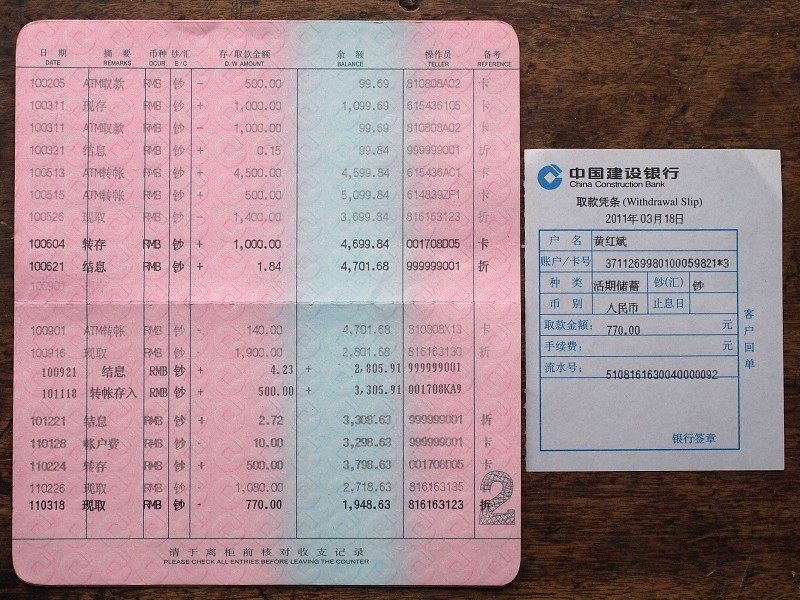 日 期 摘 要 币种 钞/汇 存/取款金额 余 额 操作员 备考
DATE REMARKS DCUR. E/C D/W. AMOUNT BALANCE TELLER REFERENCE
100205 ATM取款 RMB 钞 - 500.00 99.69 810808A02 卡
100311 现存 RMB 钞 + 1,000.00 1,099.69 615436105 卡
100311 ATM取款 RMB 钞 - 1,000.00 99.69 810808A02 卡
100321 结息 RMB 钞 + 0.15 99.84 999999001 折
100513 ATM转帐 RMB 钞 + 4,500.00 4,599.84 615436AC1 卡
100515 ATM转帐 RMB 钞 + 500.00 5,099.84 614839ZF1 卡
100526 现取 RMB 钞 - 1,400.00 3,699.84 816163123 折
100604 转存 RMB 钞 + 1,000.00 4,699.84 001708D05 卡
100621 结息 RMB 钞 + 1.84 4,701.68 999999001 折
100901 ATM转帐 RMB 钞 - 140.00 4,701.68 810808X13 卡
100916 现取 RMB 钞 - 1,900.00 2,801.68 816163130 折
100921 结息 RMB 钞 + 4.23 + 2,805.91 999999001
101118 转帐存入 RMB 钞 + 500.00 + 3,305.91 001708KA9
101221 结息 RMB 钞 + 2.72 3,308.63 999999001 折
110128 帐户费 RMB 钞 - 10.00 3,298.63 999999001 卡
110224 转存 RMB 钞 + 500.00 3,798.63 001708D05 卡
110226 现取 RMB 钞 - 1,080.00 2,718.63 816163135
110318 现取 RMB 钞 - 770.00 1,948.63 816163123 折
2
请于离柜前核对收支记录
PLEASE CHECK ALL ENTRIES BEFORE LEAVING THE COUNTER
中国建设银行
China Construction Bank
取款凭条 (Withdrawal Slip)
2011年03月18日
户 名 黄红斌
账户/卡号 3711269980100059821*3
种 类 活期储蓄 钞(汇) 钞
币 别 人民币 止息日
取款金额: 770.00 元
手续费: 元
流水号: 5108161630040000092
银行签章
客户回单